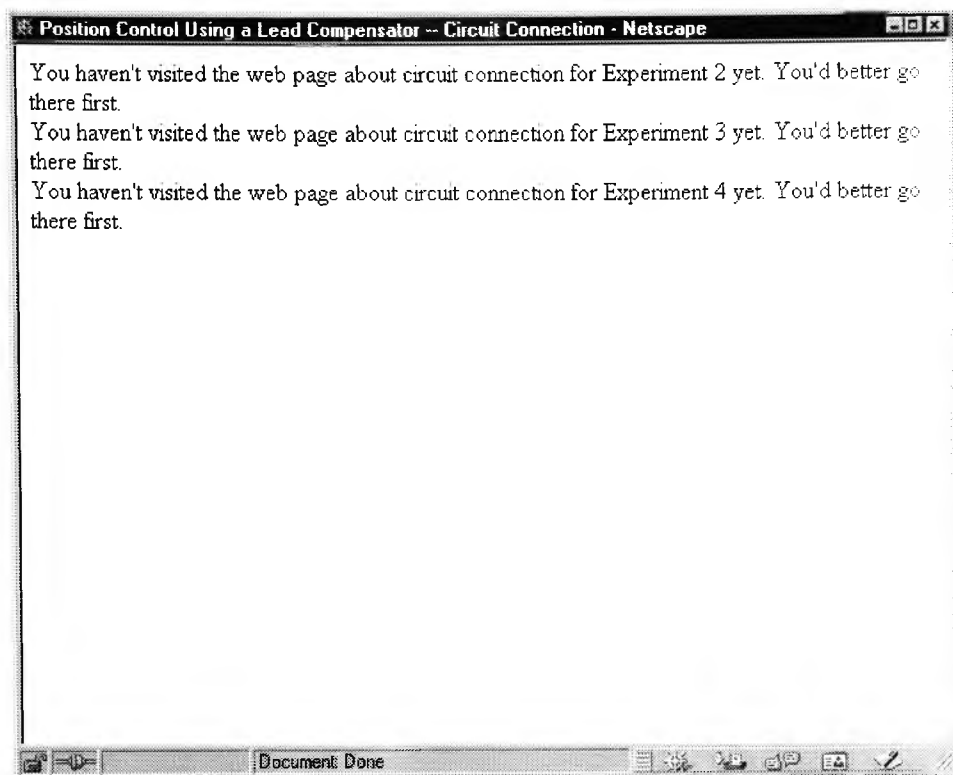 Position Control Using a Lead Compensator -- Circuit Connection - Netscape
You haven't visited the web page about circuit connection for Experiment 2 yet. You'd better go
there first.
You haven't visited the web page about circuit connection for Experiment 3 yet. You'd better go
there first.
You haven't visited the web page about circuit connection for Experiment 4 yet. You'd better go
there first.
Document: Done